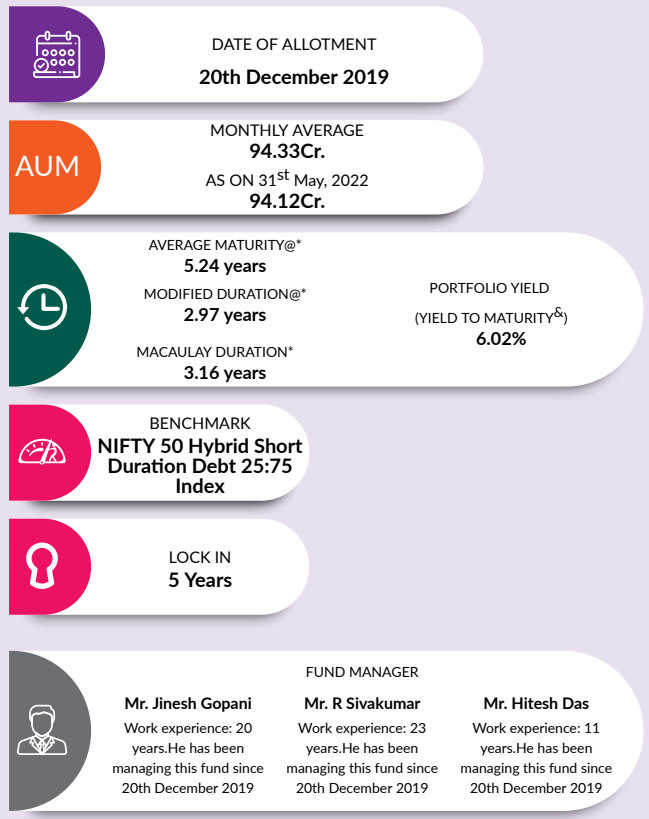 DATE OF ALLOTMENT
20th December 2019
AUM
MONTHLY AVERAGE
94.33Cr.
AS ON 31st May, 2022
94.12Cr.
AVERAGE MATURITY@*
5.24 years
MODIFIED DURATION@*
2.97 years
MACAULAY DURATION*
3.16 years
PORTFOLIO YIELD
(YIELD TO MATURITY&)
6.02%
BENCHMARK
NIFTY 50 Hybrid Short
Duration Debt 25:75
Index
LOCK IN
5 Years
FUND MANAGER
Mr. Jinesh Gopani
Work experience: 20
years.He has been
managing this fund since
20th December 2019
Mr. R Sivakumar
Work experience: 23
years.He has been
managing this fund since
20th December 2019
Mr. Hitesh Das
Work experience: 11
years.He has been
managing this fund since
20th December 2019